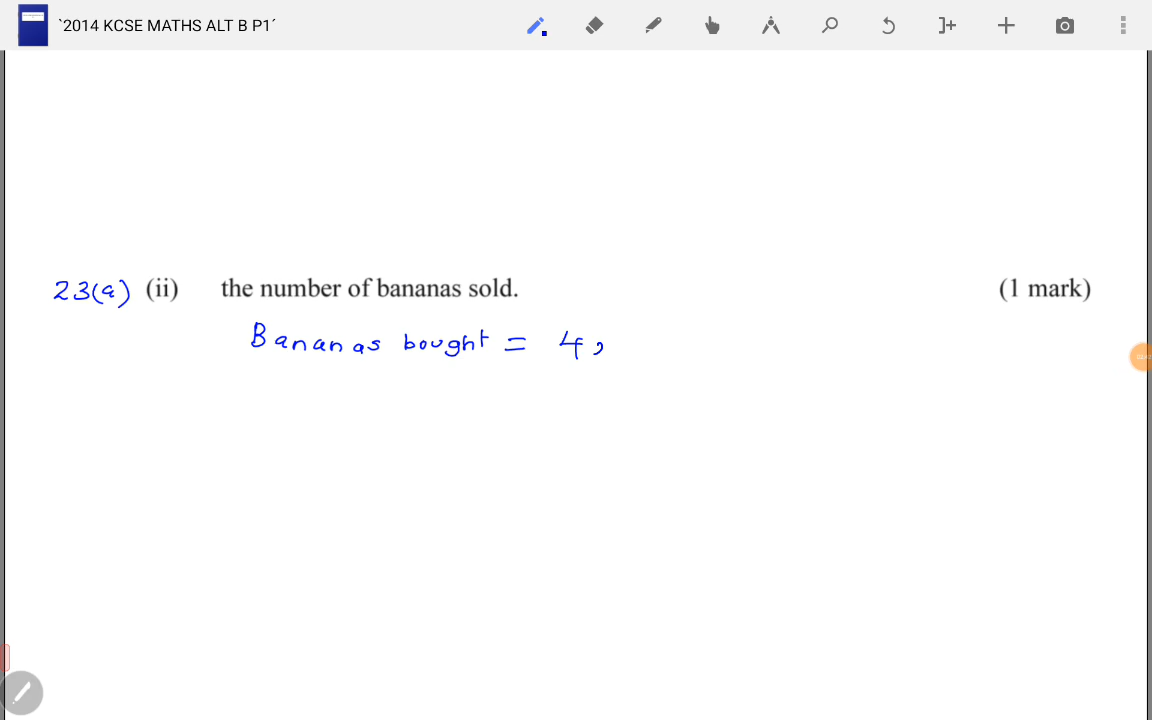 `2014 KCSE MATHS ALT B P1´
23(a) (ii) the number of bananas sold. (1 mark)
Bananas bought = 4,